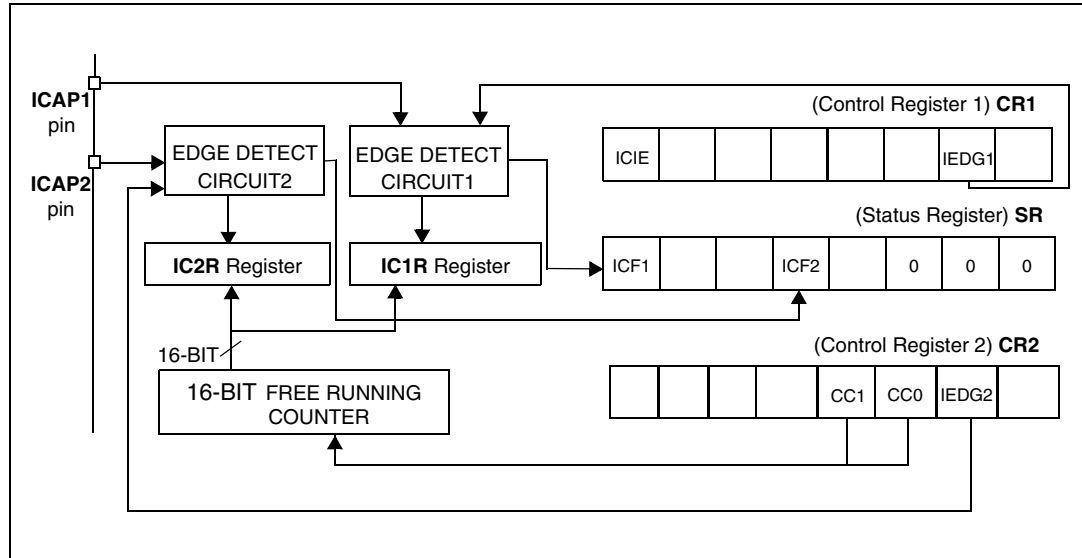 ICAP1
pin
ICAP2
pin
EDGE DETECT
CIRCUIT2
EDGE DETECT
CIRCUIT1
IC2R Register
IC1R Register
16-BIT
16-BIT FREE RUNNING
COUNTER
(Control Register 1) CR1
ICIE IEDG1
(Status Register) SR
ICF1 ICF2 0 0 0
(Control Register 2) CR2
CC1 CC0 IEDG2